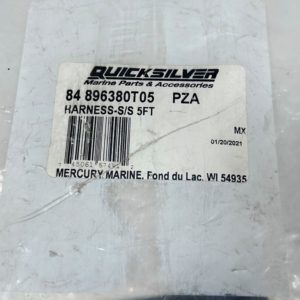 QUICKSILVER
Marine Parts & Accessories
84 896380T05 PZA
HARNESS-S/S 5FT
MX
01/20/2021
MERCURY MARINE, Fond du Lac. WI 54935